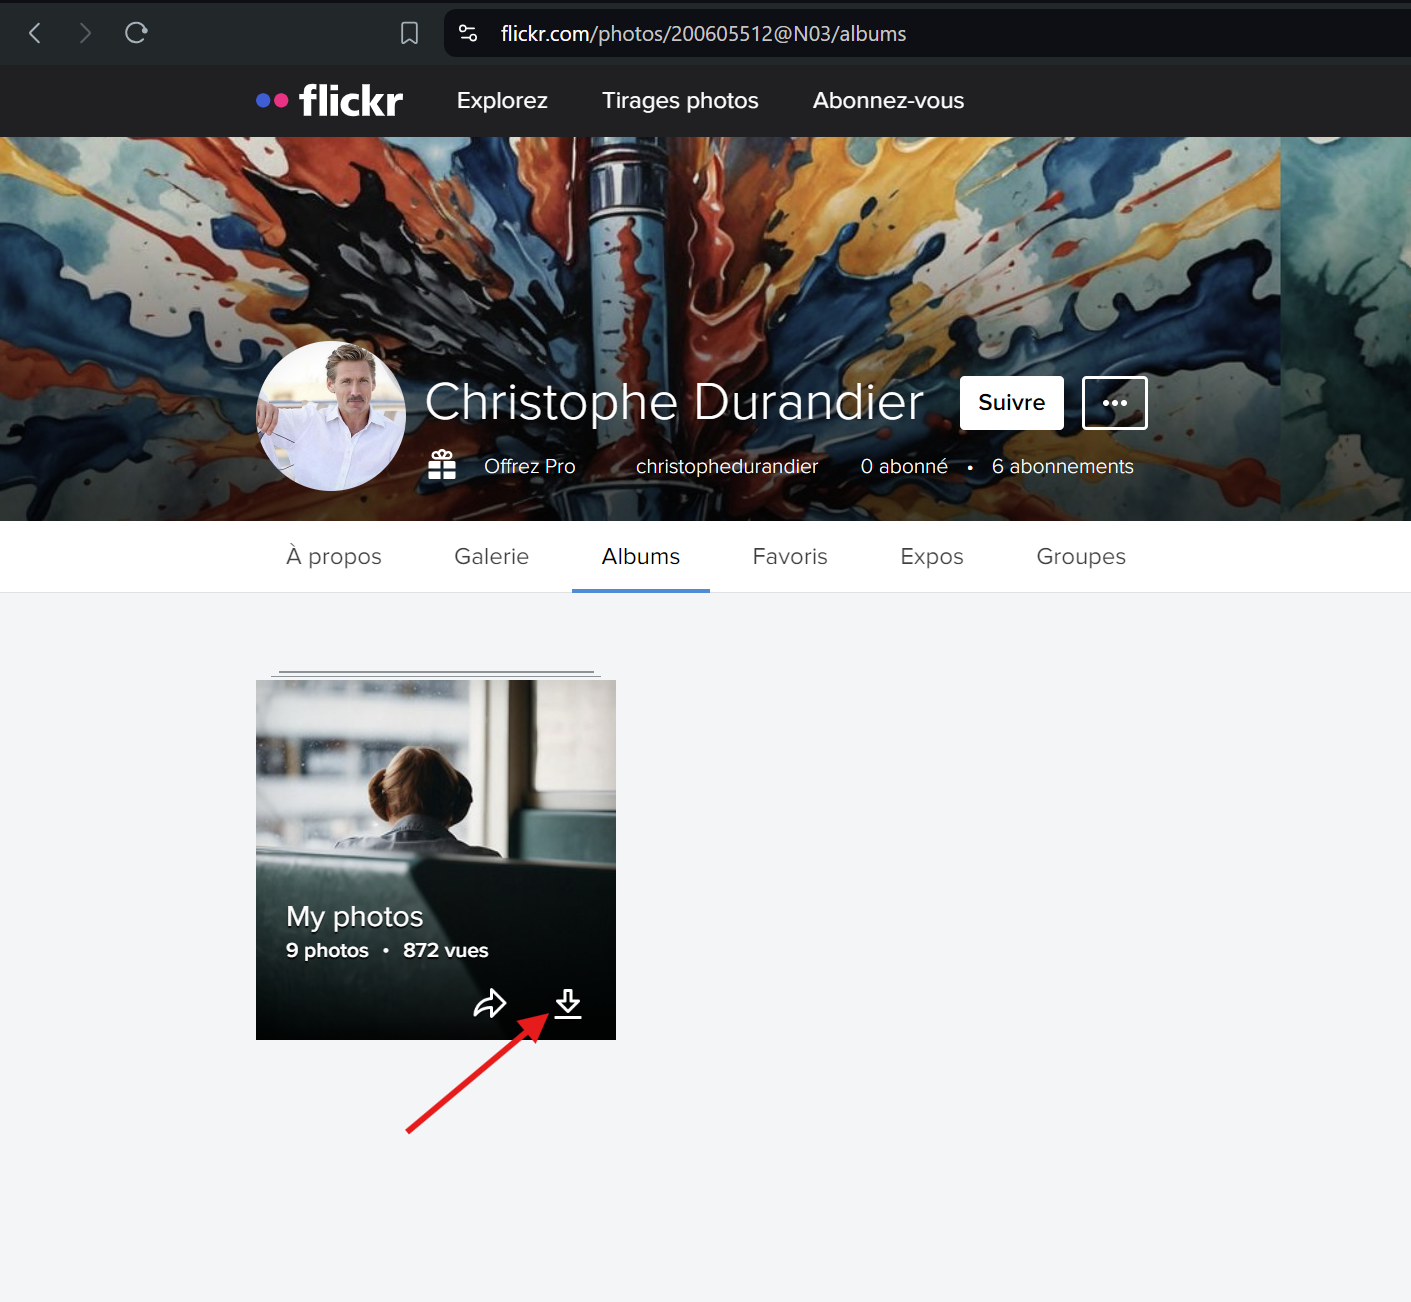 flickr.com/photos/200605512@N03/albums
flickr Explorez Tirages photos Abonnez-vous
Christophe Durandier Suivre
Offrez Pro christophedurandier 0 abonné • 6 abonnements
À propos Galerie Albums Favoris Expos Groupes
My photos
9 photos • 872 vues